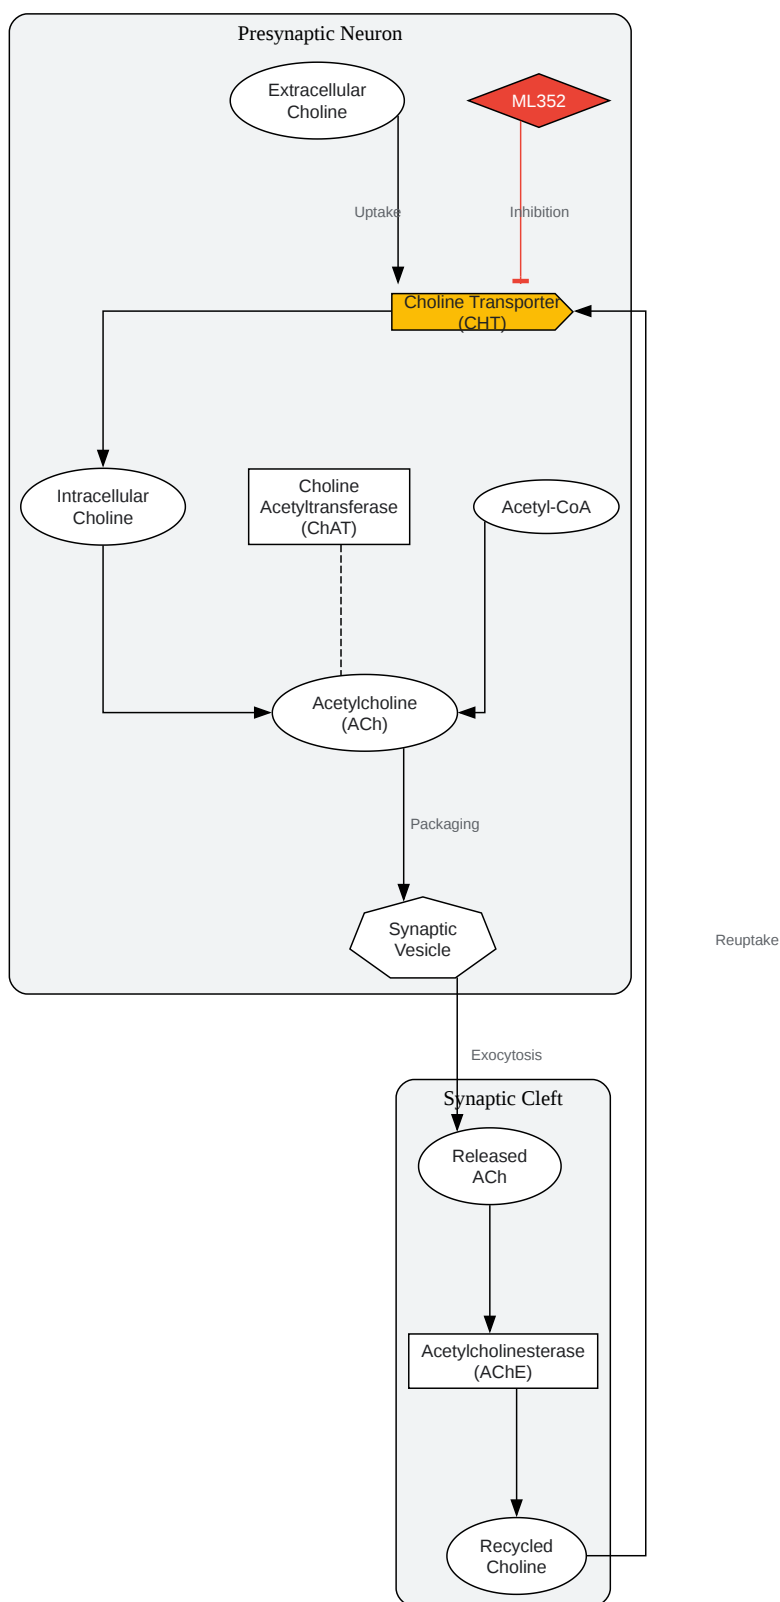 Presynaptic Neuron
Extracellular
Choline
ML352
Uptake
Inhibition
Choline Transporter
(CHT)
Intracellular
Choline
Choline
Acetyltransferase
(ChAT)
Acetyl-CoA
Acetylcholine
(ACh)
Packaging
Synaptic
Vesicle
Reuptake
Exocytosis
Synaptic Cleft
Released
ACh
Acetylcholinesterase
(AChE)
Recycled
Choline